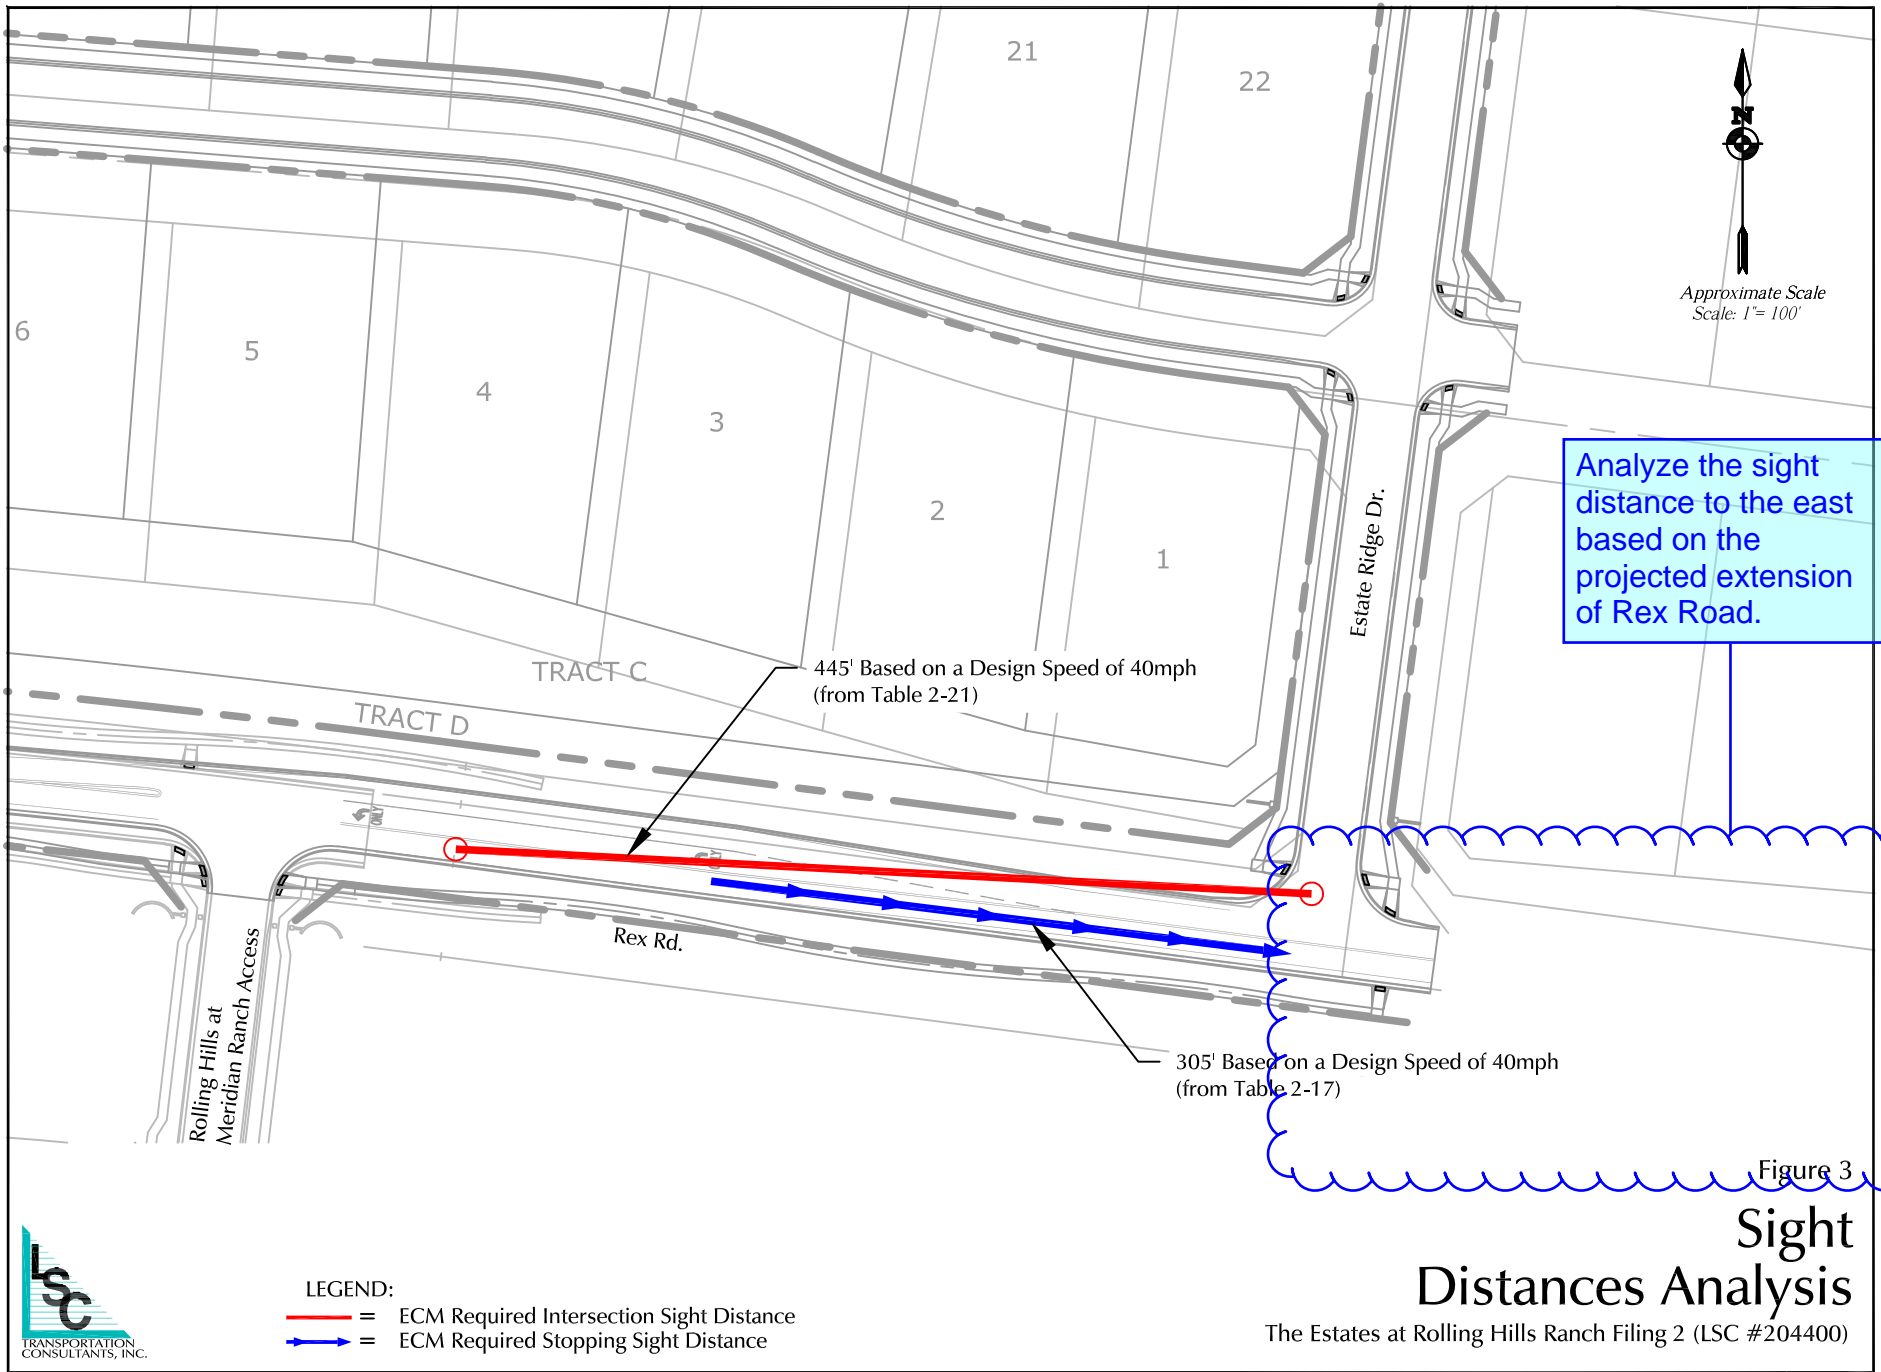 21
22
N
Approximate Scale
Scale: 1"= 100'
6
5
4
3
2
1
Estate Ridge Dr.
Analyze the sight
distance to the east
based on the
projected extension
of Rex Road.
TRACT C
445' Based on a Design Speed of 40mph
(from Table 2-21)
TRACT D
ONLY
Rex Rd.
Rolling Hills at
Meridian Ranch Access
305' Based on a Design Speed of 40mph
(from Table 2-17)
Figure 3
Sight
Distances Analysis
The Estates at Rolling Hills Ranch Filing 2 (LSC #204400)
LEGEND:
= ECM Required Intersection Sight Distance
= ECM Required Stopping Sight Distance
LSC
TRANSPORTATION
CONSULTANTS, INC.